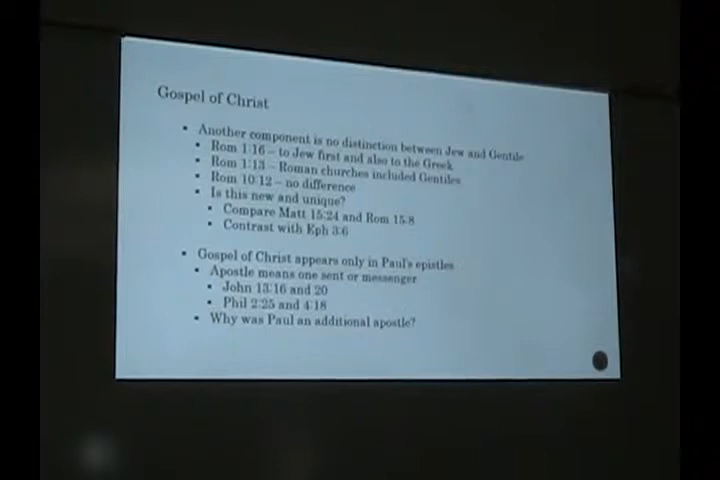 Gospel of Christ
▪ Another component is no distinction between Jew and Gentile
▪ Rom 1:16 – to Jew first and also to the Greek
▪ Rom 1:13 – Roman churches included Gentiles
▪ Rom 10:12 – no difference
▪ Is this new and unique?
▪ Compare Matt 15:24 and Rom 15:8
▪ Contrast with Eph 3:6
▪ Gospel of Christ appears only in Paul's epistles
▪ Apostle means one sent or messenger
▪ John 13:16 and 20
▪ Phil 2:25 and 4:18
▪ Why was Paul an additional apostle?